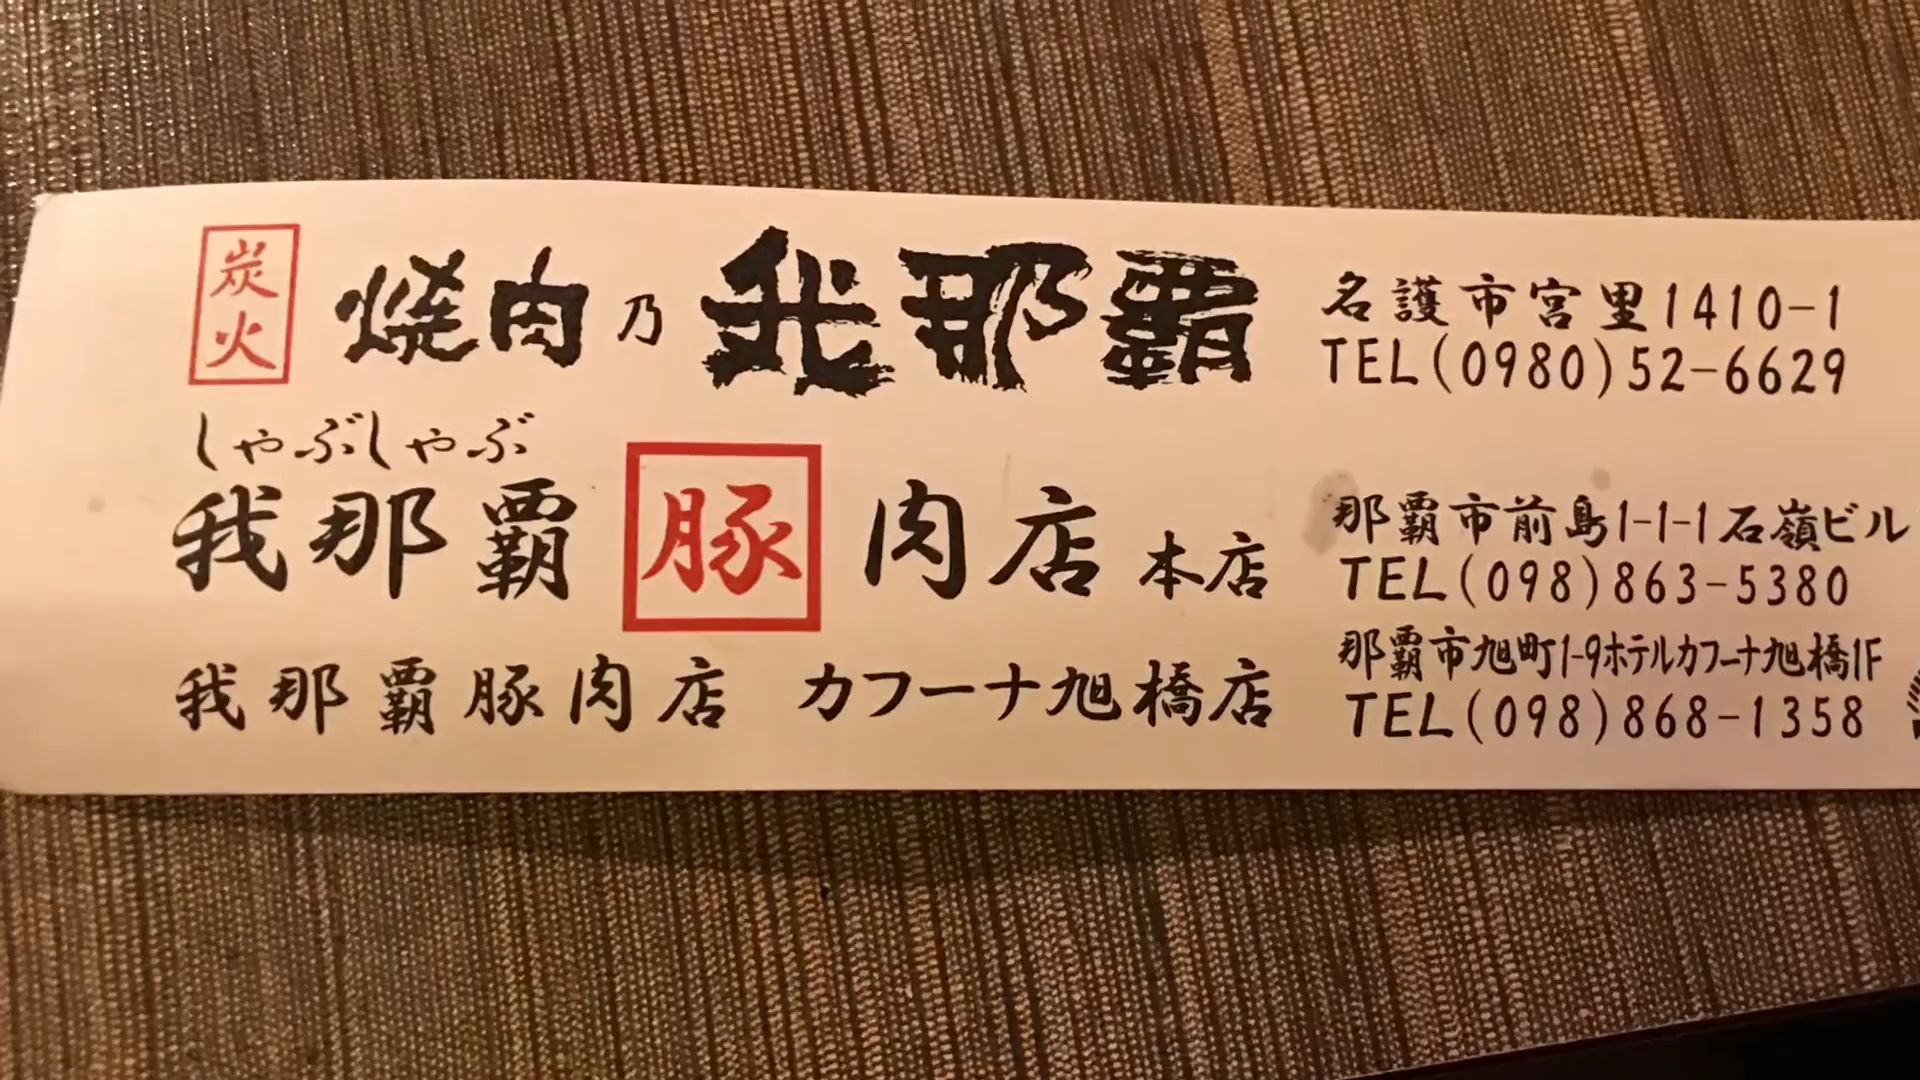 炭火 焼肉乃我那覇 名護市宮里1410-1
TEL(0980)52-6629
しゃぶしゃぶ
我那覇豚肉店 本店 那覇市前島1-1-1石嶺ビル
TEL(098)863-5380
我那覇豚肉店 カフーナ旭橋店 那覇市旭町1-9ホテルカフーナ旭橋1F
TEL(098)868-1358